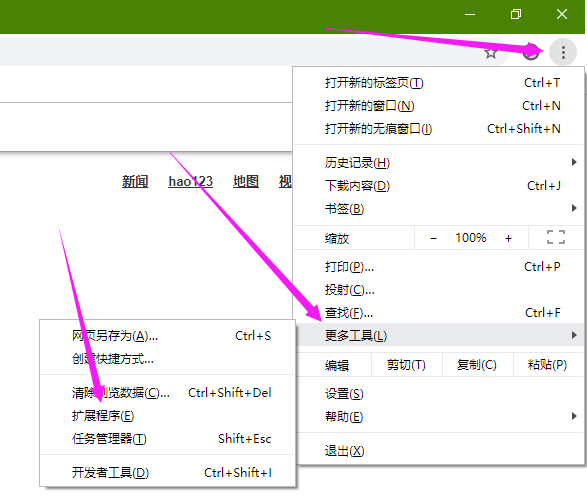 打开新的标签页(T) Ctrl+T
打开新的窗口(N) Ctrl+N
打开新的无痕窗口(I) Ctrl+Shift+N
历史记录(H)
下载内容(D) Ctrl+J
书签(B)
缩放 − 100% +
打印(P)... Ctrl+P
投射(C)...
查找(F)... Ctrl+F
更多工具(L)
编辑 剪切(T) 复制(C) 粘贴(P)
设置(S)
帮助(E)
退出(X)
新闻 hao123 地图
网页另存为(A)... Ctrl+S
创建快捷方式...
清除浏览数据(C)... Ctrl+Shift+Del
扩展程序(E)
任务管理器(T) Shift+Esc
开发者工具(D) Ctrl+Shift+I